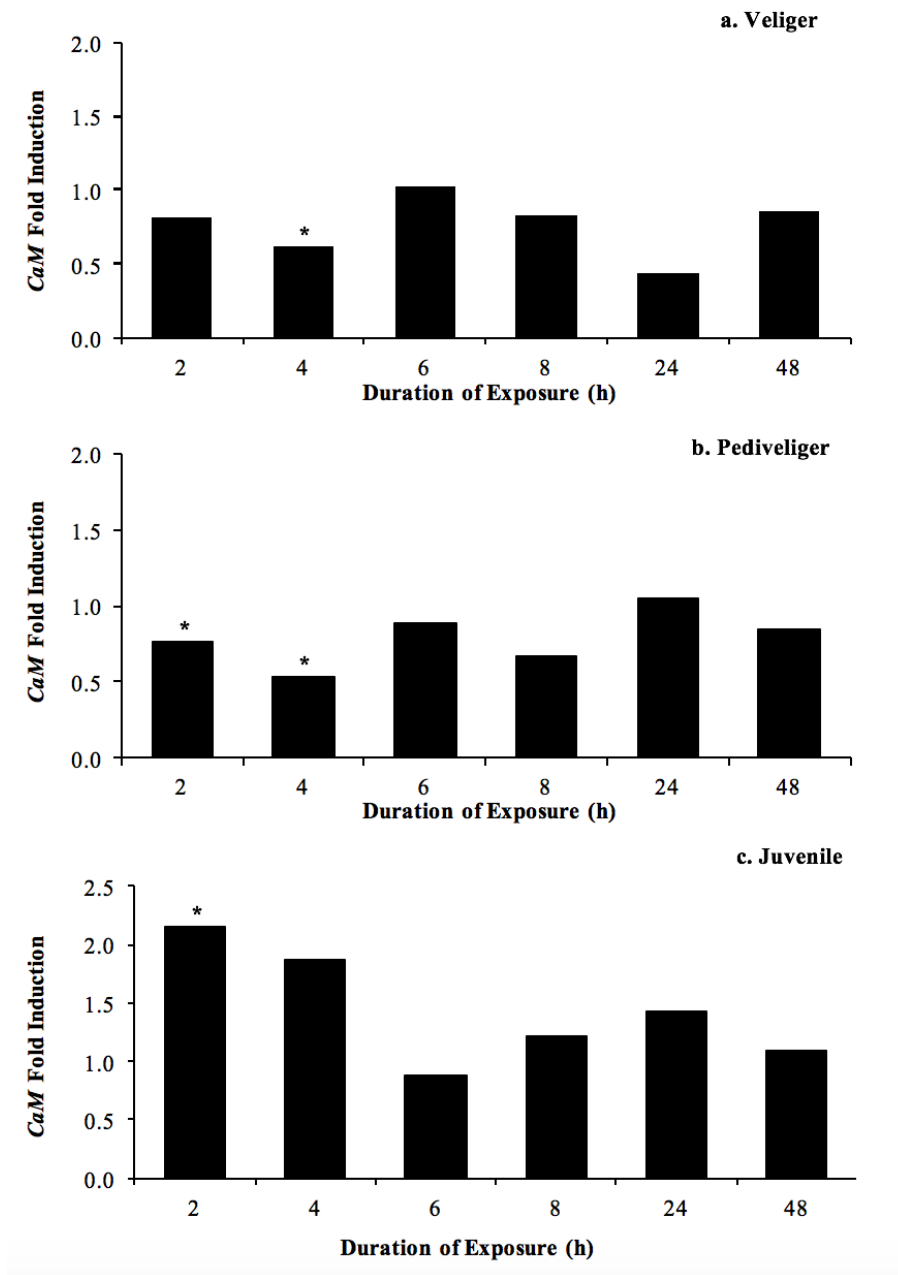 a. Veliger
2.0
1.5
1.0
0.5
0.0
CaM Fold Induction
*
2 4 6 8 24 48
Duration of Exposure (h)
b. Pediveliger
2.0
1.5
1.0
0.5
0.0
CaM Fold Induction
*
*
2 4 6 8 24 48
Duration of Exposure (h)
c. Juvenile
2.5
2.0
1.5
1.0
0.5
0.0
CaM Fold Induction
*
2 4 6 8 24 48
Duration of Exposure (h)